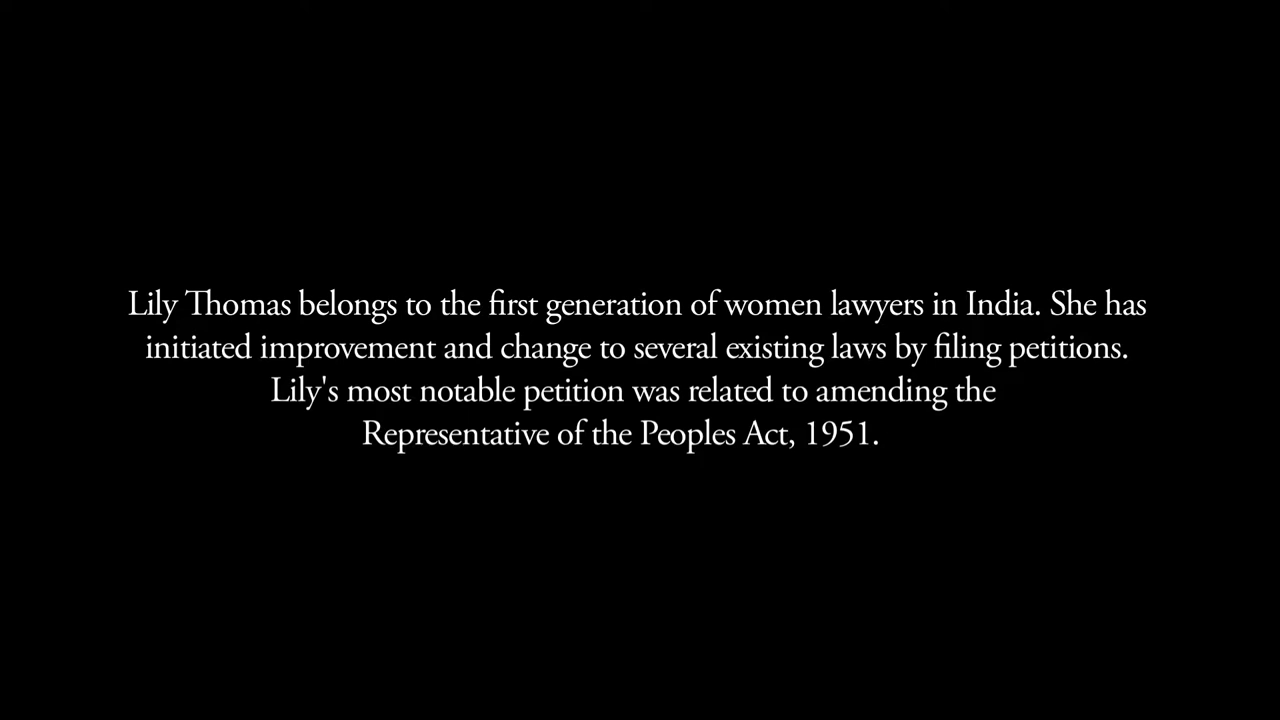 Lily Thomas belongs to the first generation of women lawyers in India. She has
initiated improvement and change to several existing laws by filing petitions.
Lily's most notable petition was related to amending the
Representative of the Peoples Act, 1951.